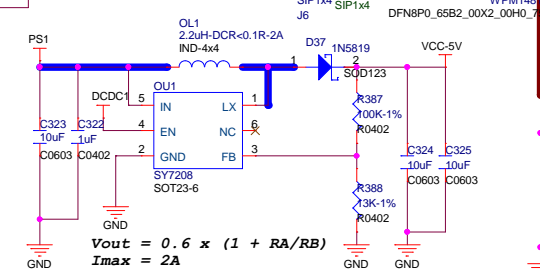 SIP1x4 SIP1x4
J6
DFN8P0_65B2_00X2_00H0_7
OL1
2.2uH-DCR<0.1R-2A
IND-4x4
PS1
D37
1N5819
VCC-5V
1
2
SOD123
OU1
DCDC1
5 IN LX 1
4 EN NC 6
2 GND FB 3
SY7208
SOT23-6
C323
10uF
C0603
C322
1uF
C0402
R387
100K-1%
R0402
R388
13K-1%
R0402
C324
10uF
C0603
C325
10uF
C0603
GND
GND
GND
GND
Vout = 0.6 x (1 + RA/RB)
Imax = 2A